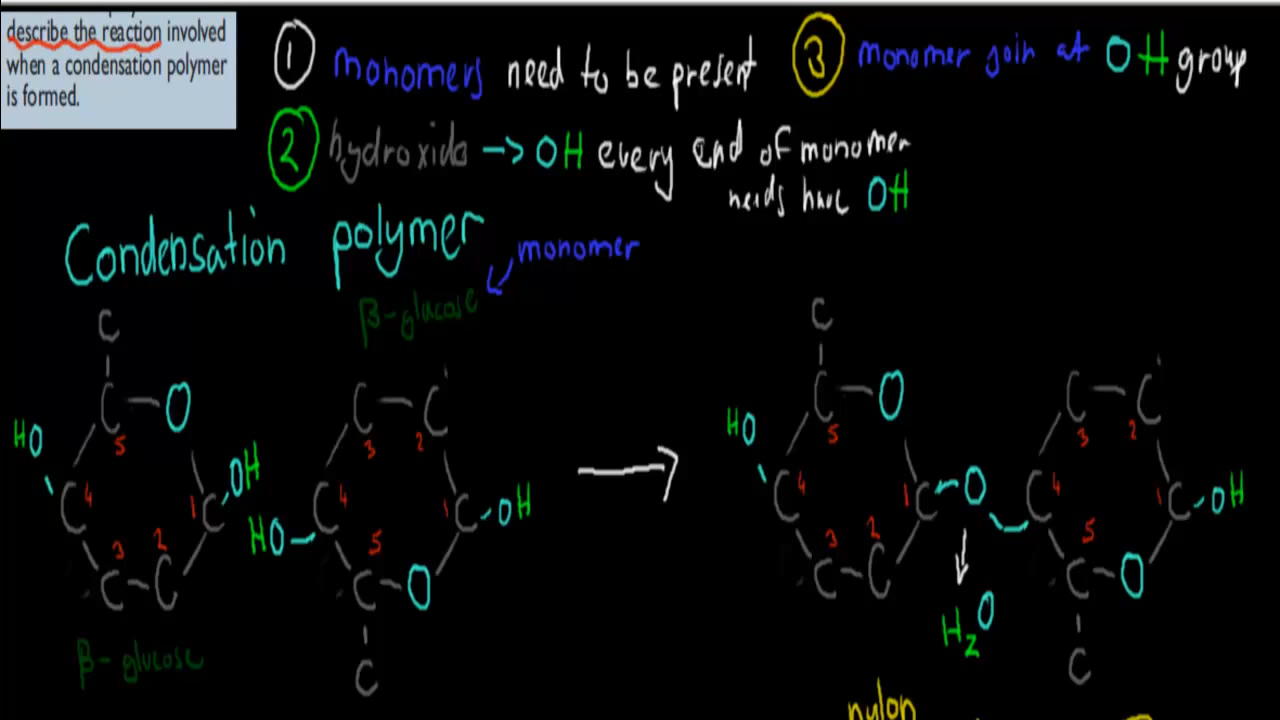 describe the reaction involved
when a condensation polymer
is formed.
1 monomers need to be present
3 monomer join at OH group
2 hydroxide -> OH every end of monomer
needs have OH
Condensation polymer
monomer
β-glucose
C
C - O
HO
5
4
OH
1
C
C
3 2
C - C
β-glucose
C - C
3 2
C
4
1
C - OH
HO
5
C - O
C
C
C - O
HO
5
4
C
1
C - O
3 2
C - C
H2O
C - C
3 2
C
4
1
C - OH
5
C - O
C
nylon